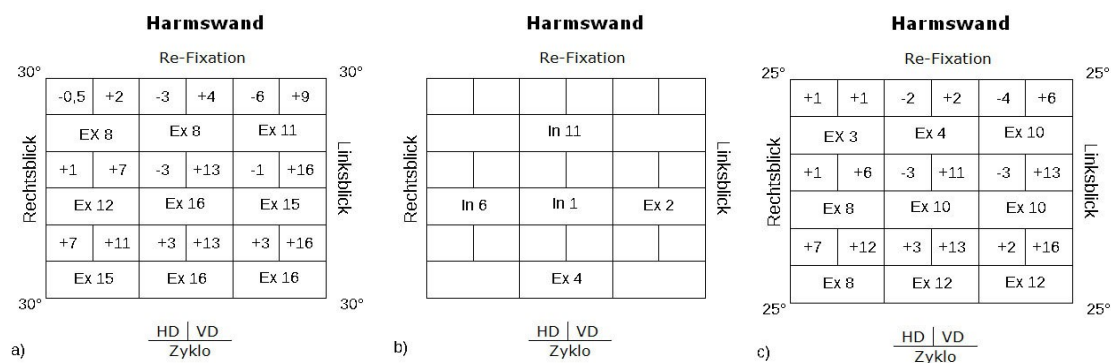 Harmswand
Re-Fixation
30° 30°
-0,5 +2 -3 +4 -6 +9
EX 8 Ex 8 Ex 11
+1 +7 -3 +13 -1 +16
Ex 12 Ex 16 Ex 15
+7 +11 +3 +13 +3 +16
Ex 15 Ex 16 Ex 16
30° 30°
Rechtsblick
Linksblick
HD VD
Zyklo
a)
Harmswand
Re-Fixation
In 11
In 6 In 1 Ex 2
Ex 4
Rechtsblick
Linksblick
HD VD
Zyklo
b)
Harmswand
Re-Fixation
25° 25°
+1 +1 -2 +2 -4 +6
EX 3 Ex 4 Ex 10
+1 +6 -3 +11 -3 +13
Ex 8 Ex 10 Ex 10
+7 +12 +3 +13 +2 +16
Ex 8 Ex 12 Ex 12
25° 25°
Rechtsblick
Linksblick
HD VD
Zyklo
c)